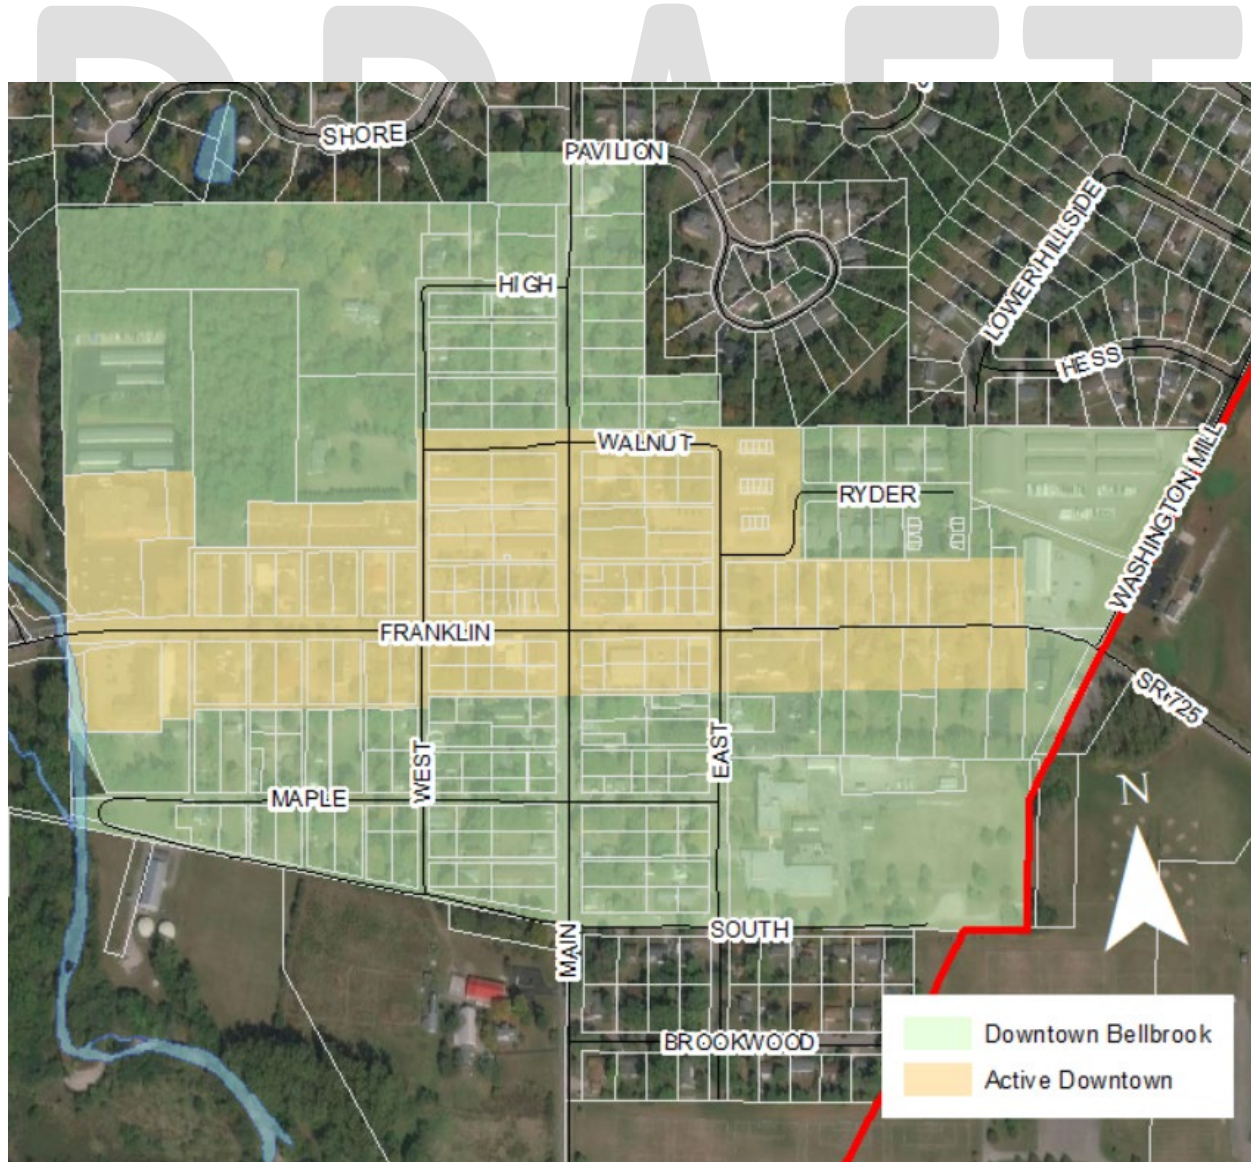 DRAFT
SHORE
PAVILION
LOWER HILLSIDE
HIGH
HESS
WALNUT
RYDER
WASHINGTON MILL
FRANKLIN
SR 725
WEST
EAST
MAPLE
N
MAIN
SOUTH
BROOKWOOD
Downtown Bellbrook
Active Downtown